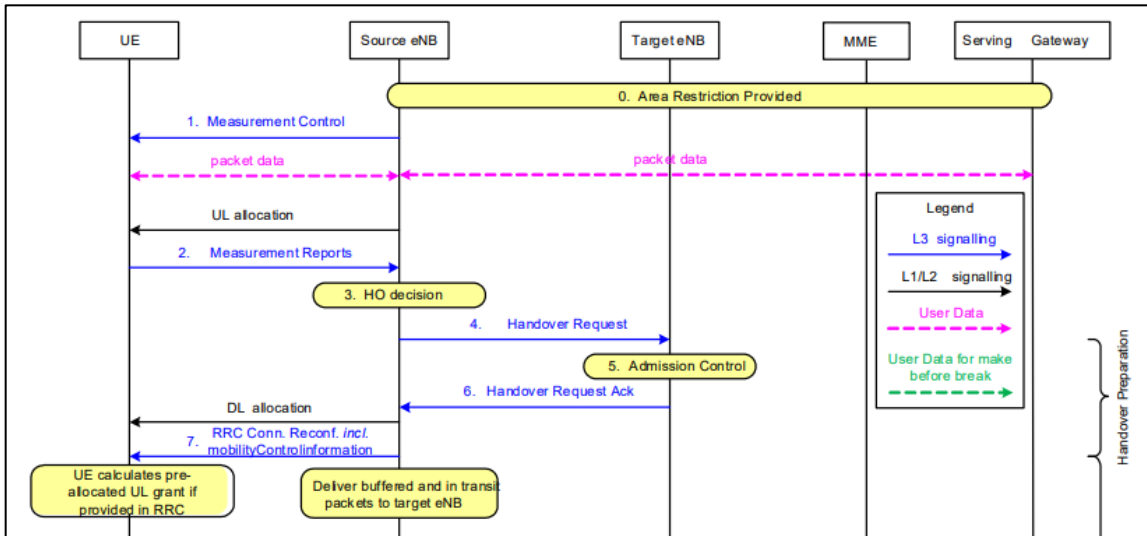 UE
Source eNB
Target eNB
MME
Serving Gateway
0. Area Restriction Provided
1. Measurement Control
packet data
packet data
UL allocation
Legend
L3 signalling
L1/L2 signalling
User Data
User Data for make
before break
2. Measurement Reports
3. HO decision
4. Handover Request
5. Admission Control
6. Handover Request Ack
DL allocation
7. RRC Conn. Reconf. incl.
mobilityControlinformation
UE calculates pre-
allocated UL grant if
provided in RRC
Deliver buffered and in transit
packets to target eNB
Handover Preparation